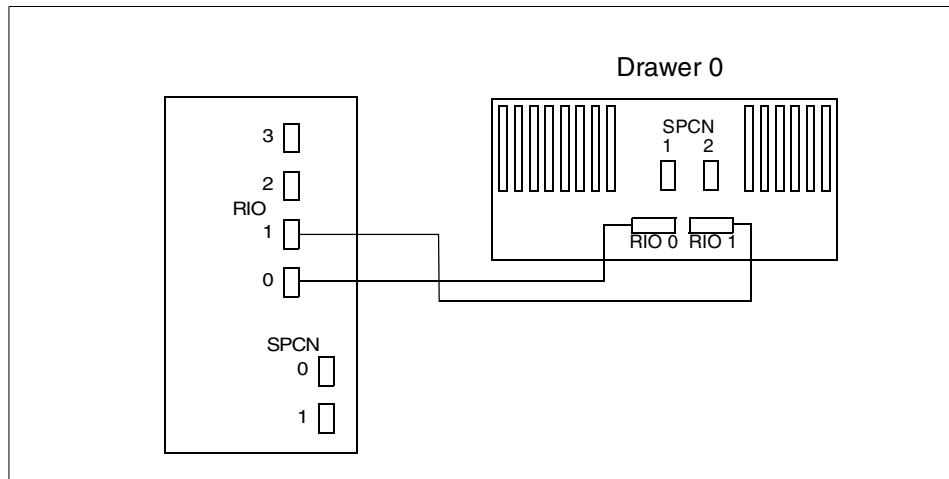 Drawer 0
3
2
RIO
1
0
SPCN
0
1
SPCN
1 2
RIO 0 RIO 1